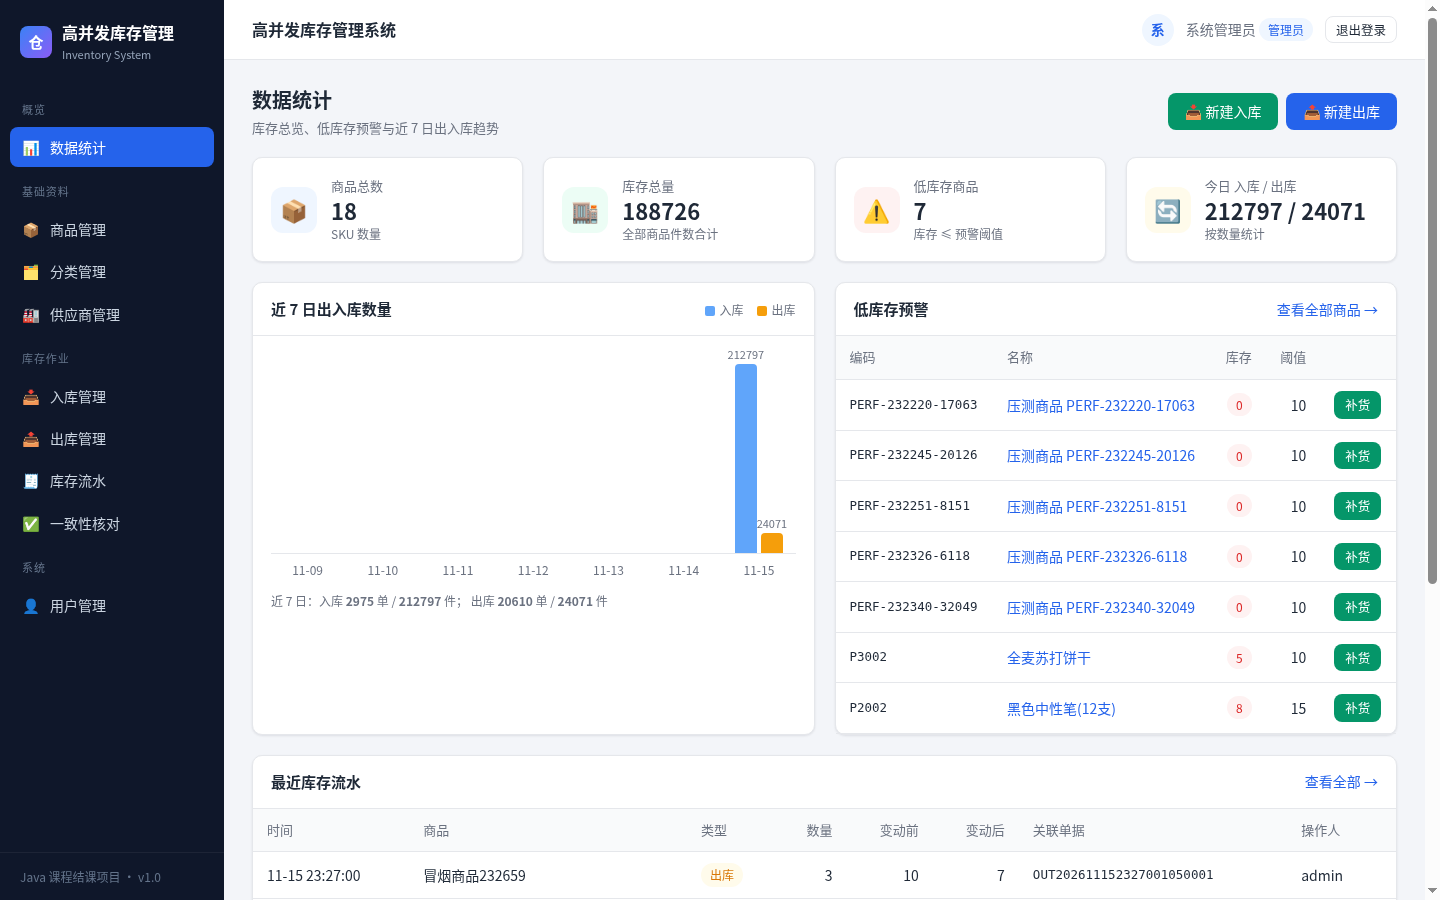 仓
高并发库存管理
Inventory System
概览
数据统计
基础资料
商品管理
分类管理
供应商管理
库存作业
入库管理
出库管理
库存流水
一致性核对
系统
用户管理
Java 课程结课项目 · v1.0
高并发库存管理系统
系 系统管理员 管理员 退出登录
数据统计
库存总览、低库存预警与近 7 日出入库趋势
新建入库 新建出库
商品总数
18
SKU 数量
库存总量
188726
全部商品件数合计
低库存商品
7
库存 ≤ 预警阈值
今日 入库 / 出库
212797 / 24071
按数量统计
近 7 日出入库数量
入库 出库
212797
24071
11-09 11-10 11-11 11-12 11-13 11-14 11-15
近 7 日：入库 2975 单 / 212797 件； 出库 20610 单 / 24071 件
低库存预警 查看全部商品 →
编码 名称 库存 阈值
PERF-232220-17063 压测商品 PERF-232220-17063 0 10 补货
PERF-232245-20126 压测商品 PERF-232245-20126 0 10 补货
PERF-232251-8151 压测商品 PERF-232251-8151 0 10 补货
PERF-232326-6118 压测商品 PERF-232326-6118 0 10 补货
PERF-232340-32049 压测商品 PERF-232340-32049 0 10 补货
P3002 全麦苏打饼干 5 10 补货
P2002 黑色中性笔(12支) 8 15 补货
最近库存流水 查看全部 →
时间 商品 类型 数量 变动前 变动后 关联单据 操作人
11-15 23:27:00 冒烟商品232659 出库 3 10 7 OUT202611152327001050001 admin